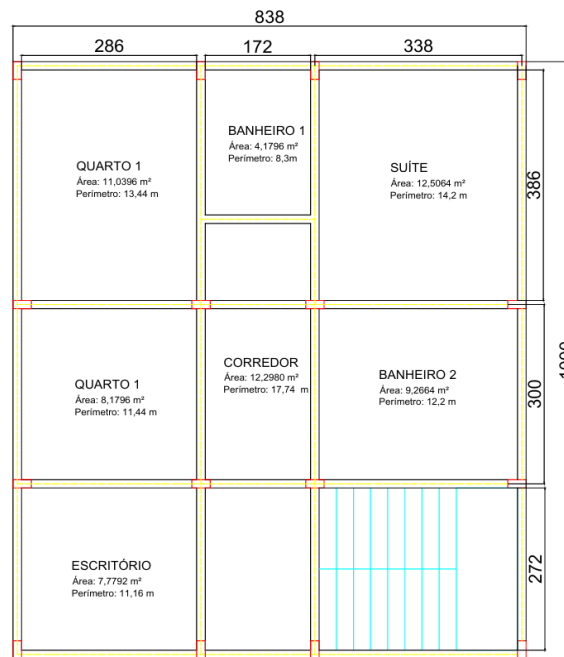 838
286 172 338
BANHEIRO 1
Área: 4,1796 m²
Perímetro: 8,3m
QUARTO 1
Área: 11,0396 m²
Perímetro: 13,44 m
SUÍTE
Área: 12,5064 m²
Perímetro: 14,2 m
386
CORREDOR
Área: 12,2980 m²
Perímetro: 17,74 m
QUARTO 1
Área: 8,1796 m²
Perímetro: 11,44 m
BANHEIRO 2
Área: 9,2664 m²
Perímetro: 12,2 m
300
ESCRITÓRIO
Área: 7,7792 m²
Perímetro: 11,16 m
272